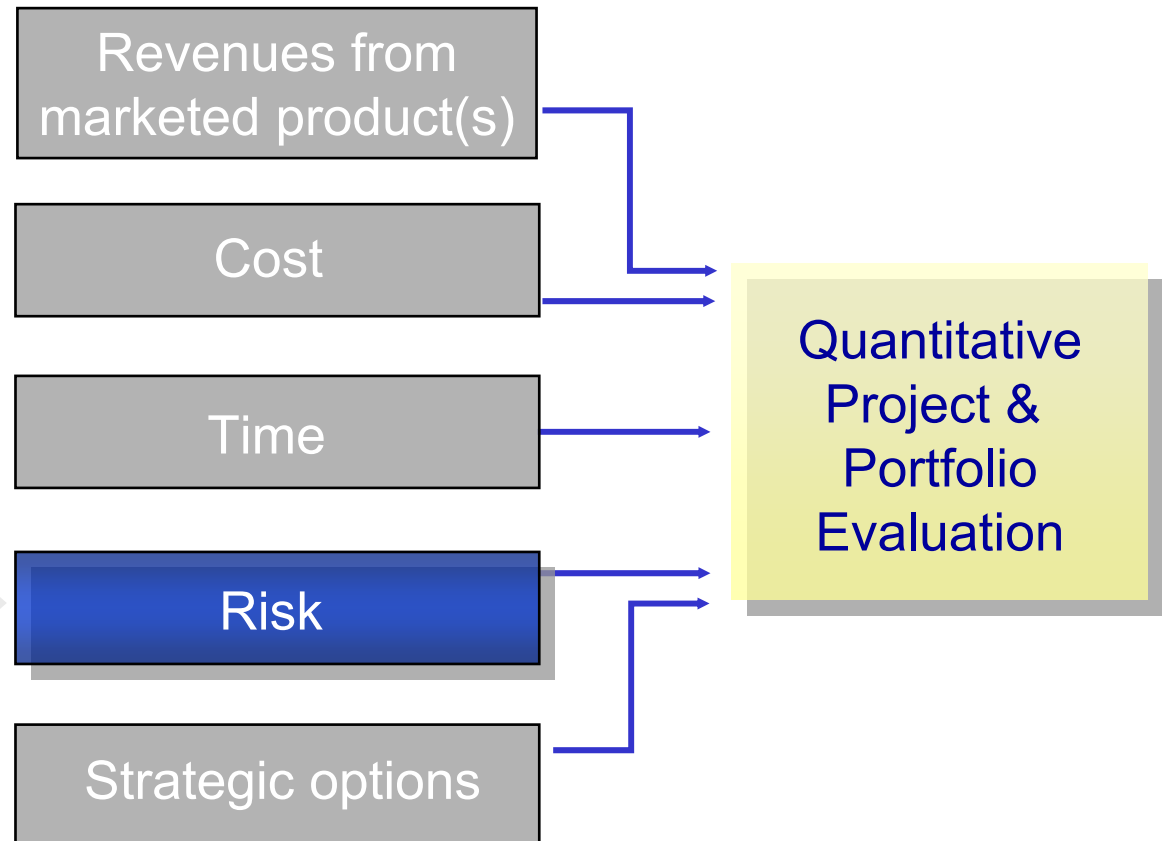 Revenues from
marketed product(s)
Cost
Time
Risk
Strategic options
Quantitative
Project &
Portfolio
Evaluation